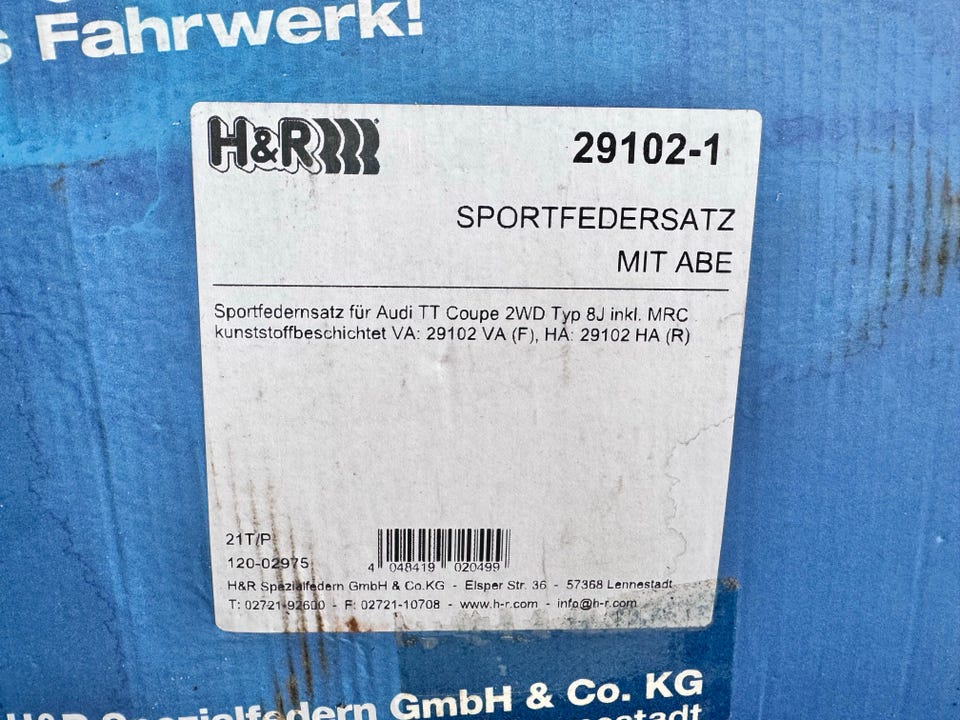 s Fahrwerk!
H&R
29102-1
SPORTFEDERSATZ
MIT ABE
Sportfedernsatz für Audi TT Coupe 2WD Typ 8J inkl. MRC
kunststoffbeschichtet VA: 29102 VA (F), HA: 29102 HA (R)
21T/P
120-02975
4 048419 020499
H&R Spezialfedern GmbH & Co.KG - Elsper Str. 36 - 57368 Lennestadt
T: 02721-92600 - F: 02721-10708 - www.h-r.com - info@h-r.com
H&R Spezialfedern GmbH & Co. KG
nnestadt